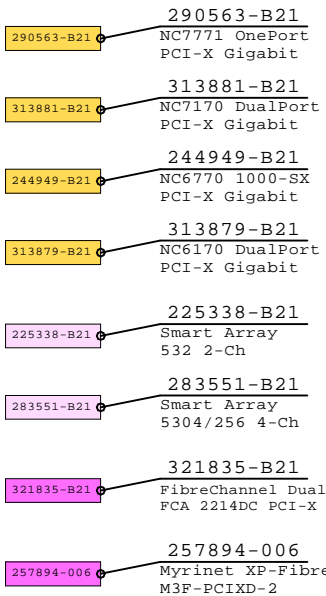 290563-B21
290563-B21
NC7771 OnePort
PCI-X Gigabit
313881-B21
313881-B21
NC7170 DualPort
PCI-X Gigabit
244949-B21
244949-B21
NC6770 1000-SX
PCI-X Gigabit
313879-B21
313879-B21
NC6170 DualPort
PCI-X Gigabit
225338-B21
225338-B21
Smart Array
532 2-Ch
283551-B21
283551-B21
Smart Array
5304/256 4-Ch
321835-B21
321835-B21
FibreChannel Dual
FCA 2214DC PCI-X
257894-006
257894-006
Myrinet XP-Fibre
M3F-PCIXD-2